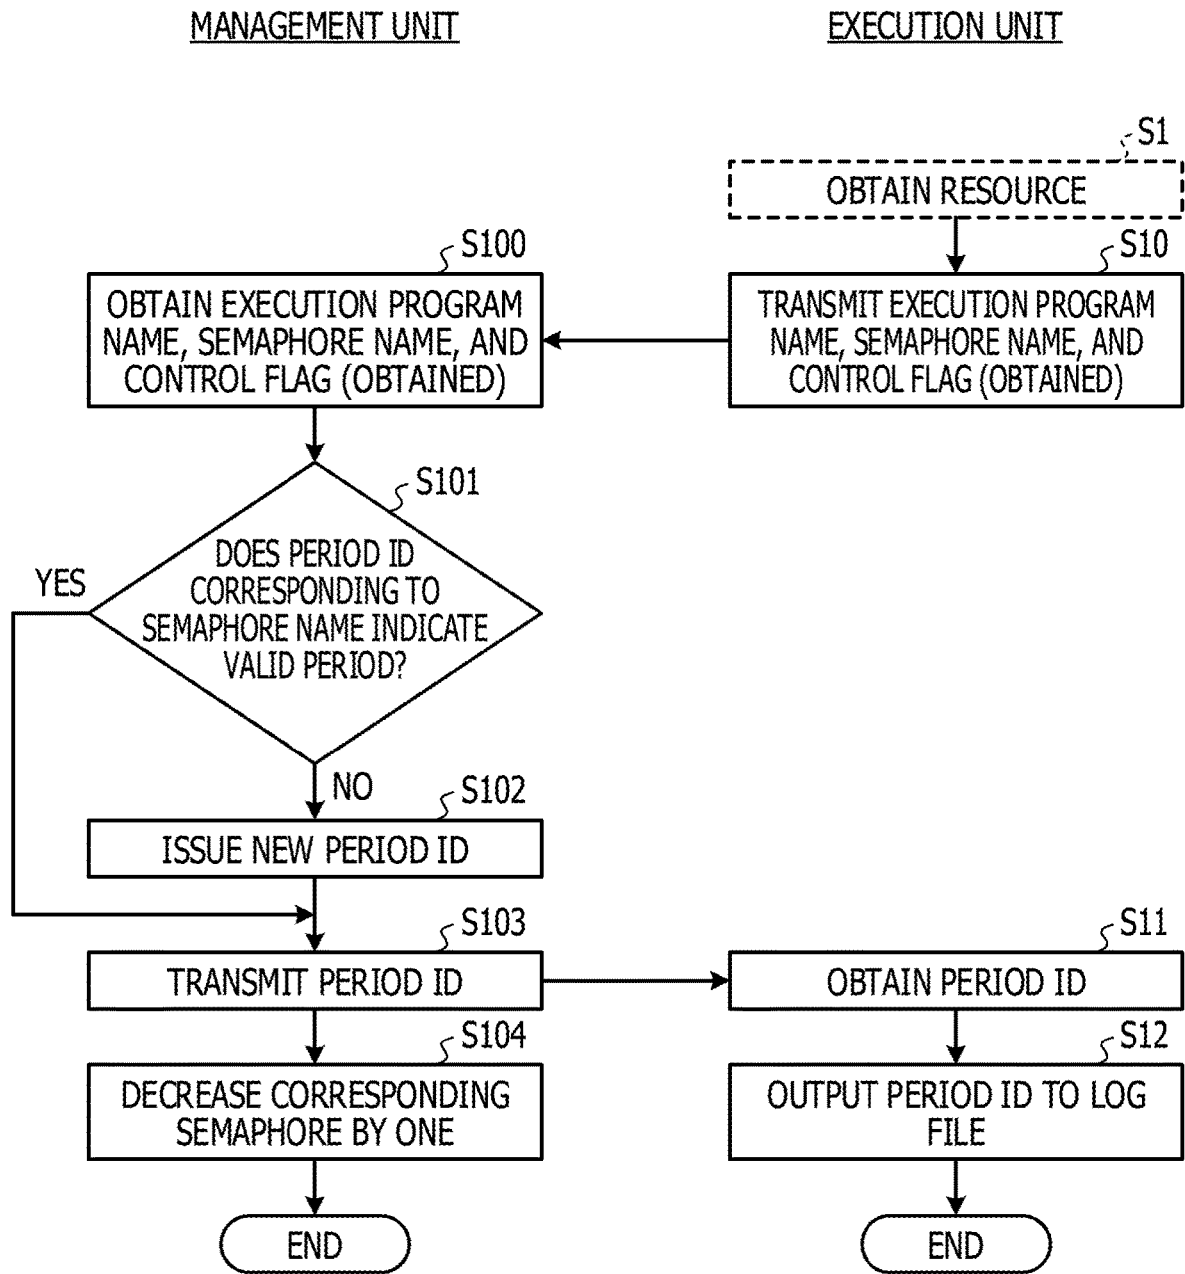 MANAGEMENT UNIT
EXECUTION UNIT
S1
OBTAIN RESOURCE
S100
OBTAIN EXECUTION PROGRAM
NAME, SEMAPHORE NAME, AND
CONTROL FLAG (OBTAINED)
S10
TRANSMIT EXECUTION PROGRAM
NAME, SEMAPHORE NAME, AND
CONTROL FLAG (OBTAINED)
S101
DOES PERIOD ID
CORRESPONDING TO
SEMAPHORE NAME INDICATE
VALID PERIOD?
YES
NO
S102
ISSUE NEW PERIOD ID
S103
TRANSMIT PERIOD ID
S11
OBTAIN PERIOD ID
S104
DECREASE CORRESPONDING
SEMAPHORE BY ONE
S12
OUTPUT PERIOD ID TO LOG
FILE
END
END